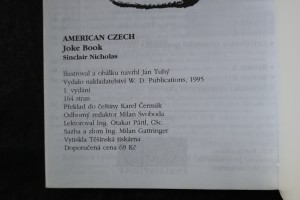 AMERICAN CZECH
Joke Book
Sinclair Nicholas
Ilustroval a obálku navrhl Jan Tuhý
Vydalo nakladatelství W. D. Publications, 1995
1. vydání
164 stran
Překlad do češtiny Karel Čermák
Odborný redaktor Milan Svoboda
Lektoroval Ing. Otakar Pártl, CSc.
Sazba a zlom Ing. Milan Gattringer
Vytiskla Těšínská tiskárna
Doporučená cena 68 Kč